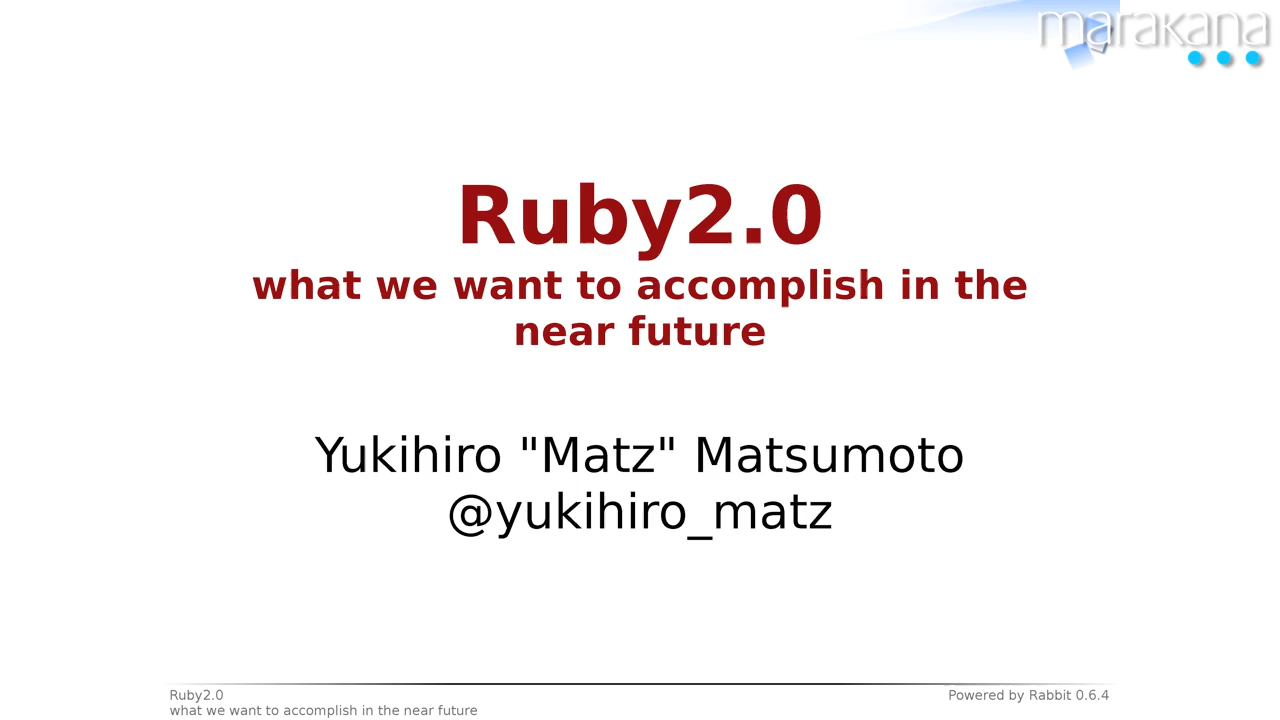 marakana
Ruby2.0
what we want to accomplish in the
near future
Yukihiro "Matz" Matsumoto
@yukihiro_matz
Ruby2.0
what we want to accomplish in the near future
Powered by Rabbit 0.6.4